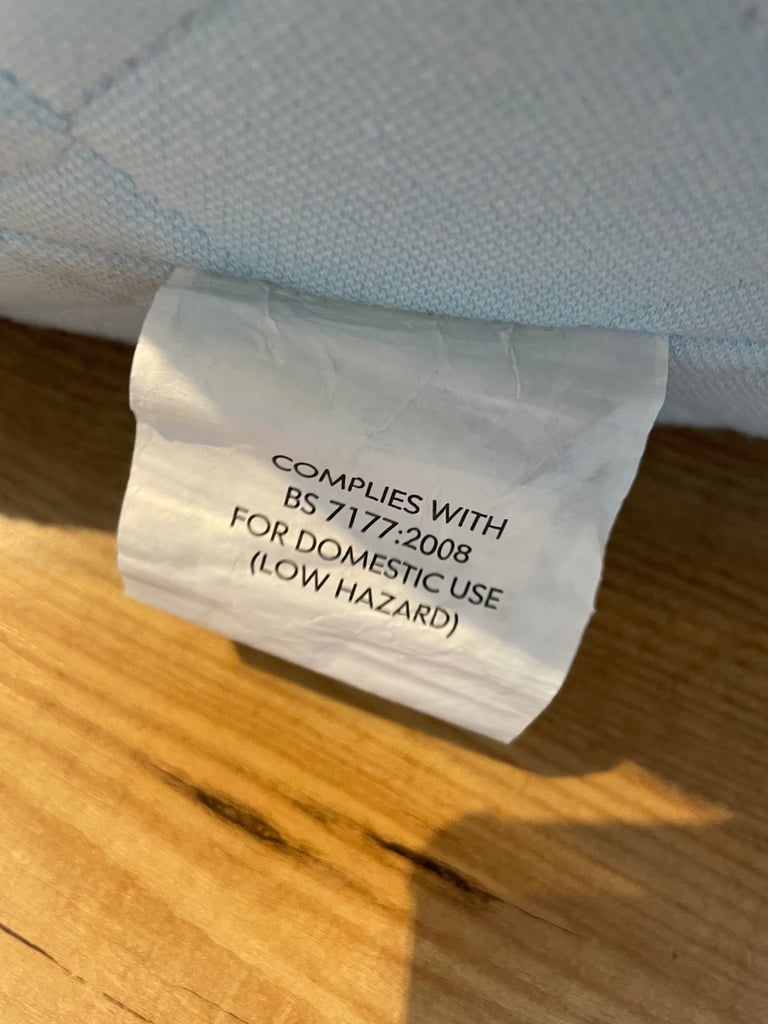 COMPLIES WITH
BS 7177:2008
FOR DOMESTIC USE
(LOW HAZARD)